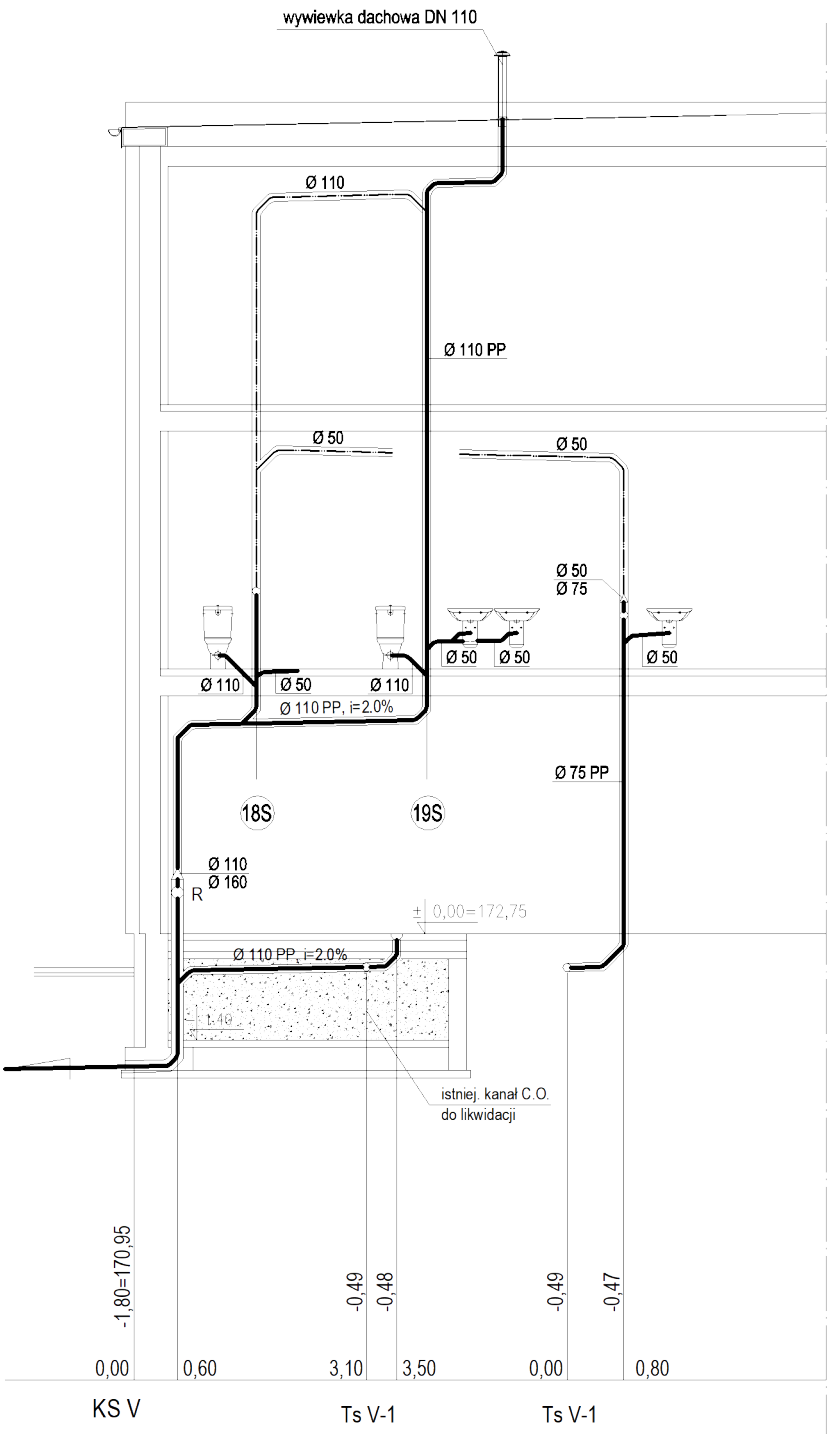 wywiewka dachowa DN 110
Ø 110
Ø 110 PP
Ø 50
Ø 50
Ø 50
Ø 75
Ø 110
Ø 50
Ø 110
Ø 50
Ø 50
Ø 50
Ø 110 PP, i=2.0%
Ø 75 PP
18S
19S
Ø 110
Ø 160
R
± 0,00=172,75
Ø 110 PP, i=2.0%
-1.40
istniej. kanał C.O.
do likwidacji
-1,80=170,95
-0,49
-0,48
-0,49
-0,47
0,00
0,60
3,10
3,50
0,00
0,80
KS V
Ts V-1
Ts V-1